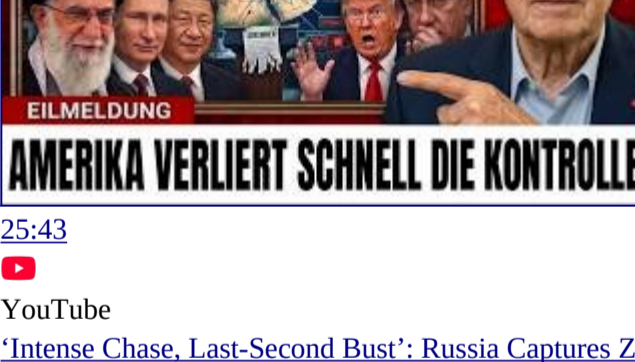 EILMELDUNG
AMERIKA VERLIERT SCHNELL DIE KONTROLLE
25:43
YouTube
‘Intense Chase, Last-Second Bust’: Russia Captures Z